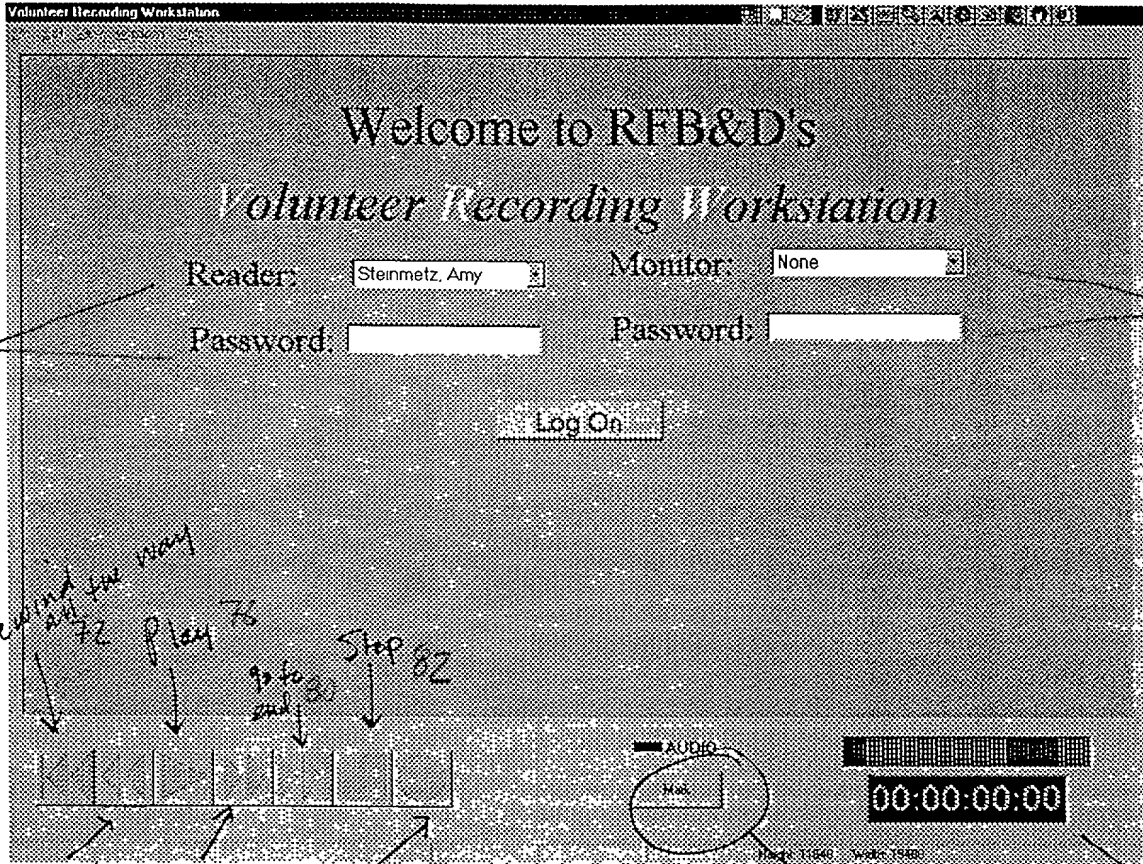 Volunteer Recording Workstation
Welcome to RFB&D's
Volunteer Recording Workstation
Reader: Steinmetz, Amy
Monitor: None
Password:
Password:
Log On
all the way
72
Play 76
go to
end 80
Stop 82
AUDIO
00:00:00:00